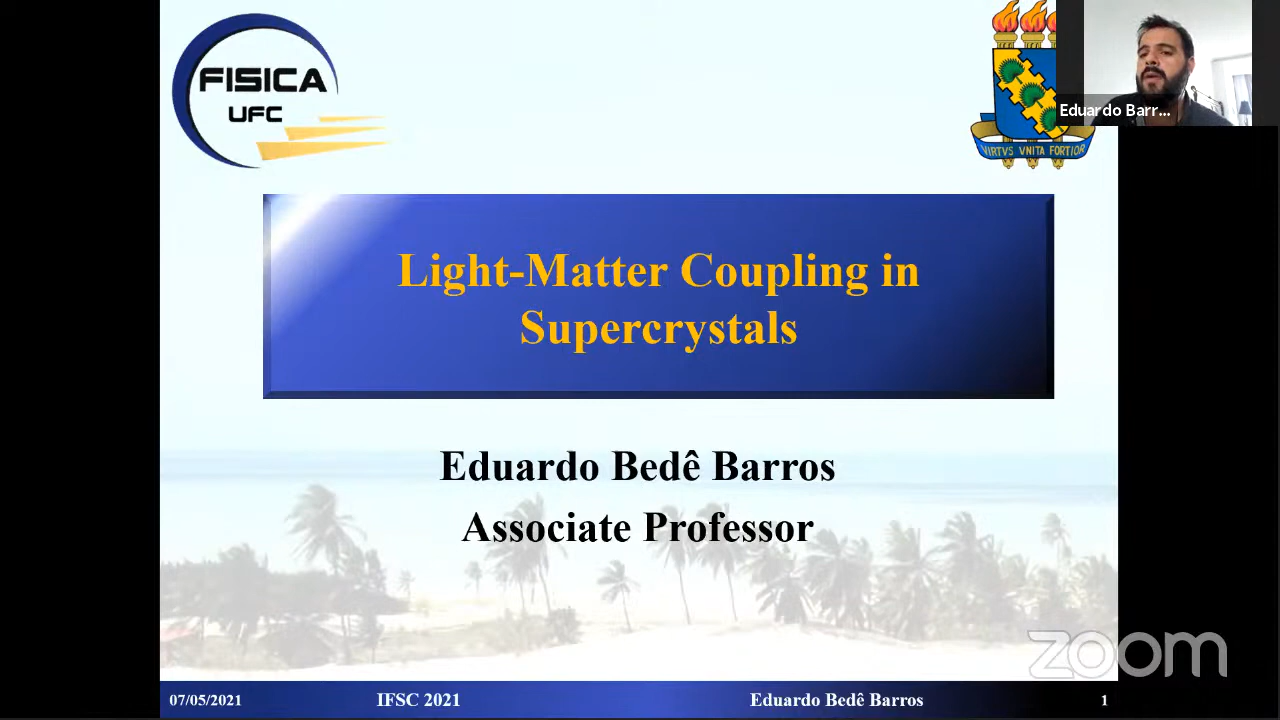 FISICA
UFC
VIRTVS VNITA FORTIOR
Eduardo Barr...
Light-Matter Coupling in
Supercrystals
Eduardo Bedê Barros
Associate Professor
zoom
07/05/2021
IFSC 2021
Eduardo Bedê Barros
1